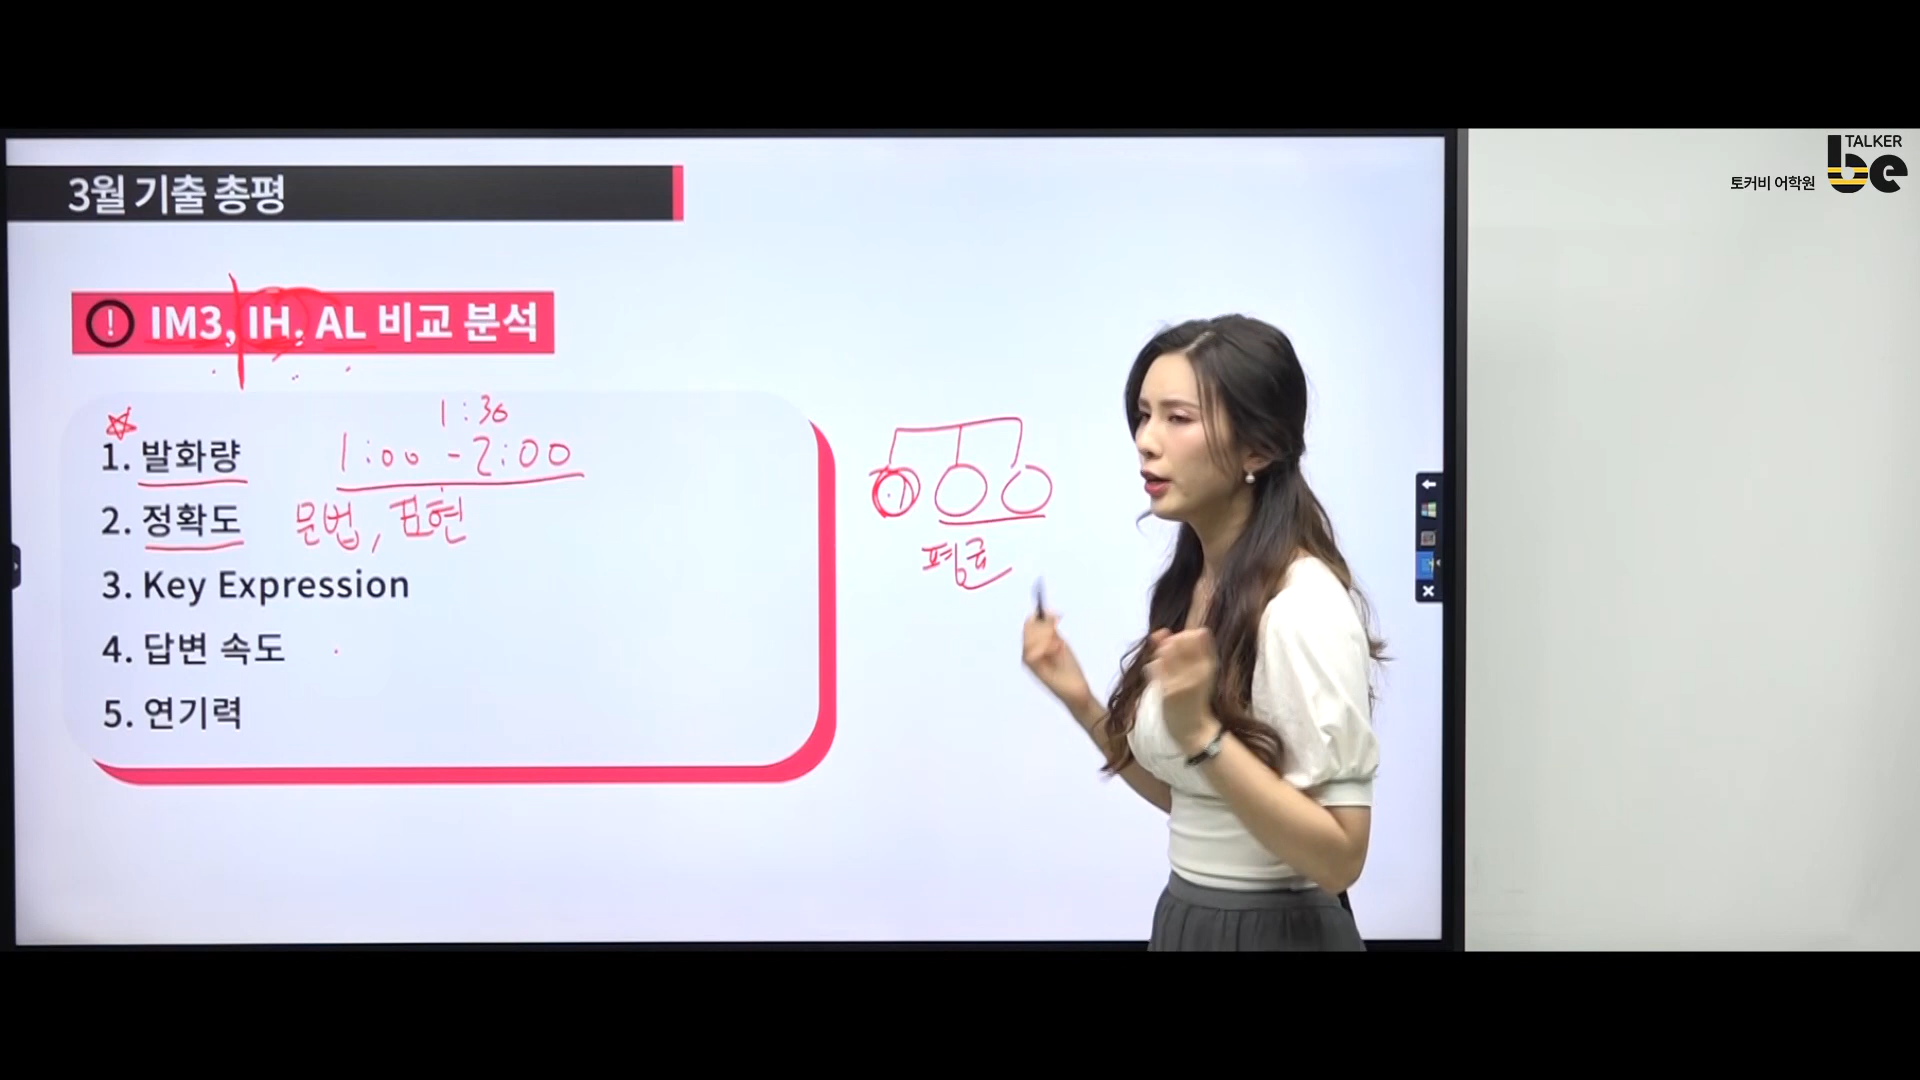 TALKER
be
토커비 어학원
3월 기출 총평
! IM3, IH, AL 비교 분석
1:30
1. 발화량 1:00 - 2:00
2. 정확도 문법, 표현
3. Key Expression
4. 답변 속도
5. 연기력
평균